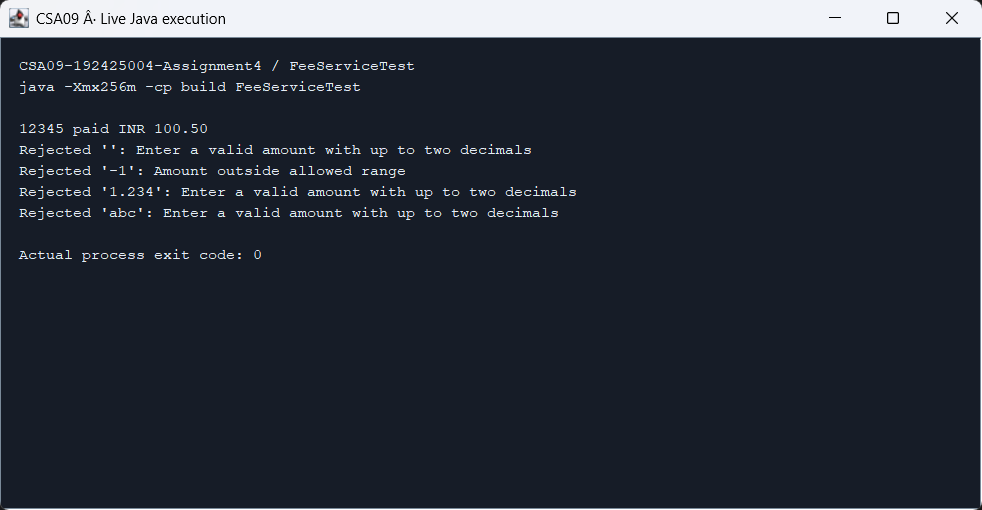 CSA09 Â· Live Java execution
CSA09-192425004-Assignment4 / FeeServiceTest
java -Xmx256m -cp build FeeServiceTest
12345 paid INR 100.50
Rejected '': Enter a valid amount with up to two decimals
Rejected '-1': Amount outside allowed range
Rejected '1.234': Enter a valid amount with up to two decimals
Rejected 'abc': Enter a valid amount with up to two decimals
Actual process exit code: 0